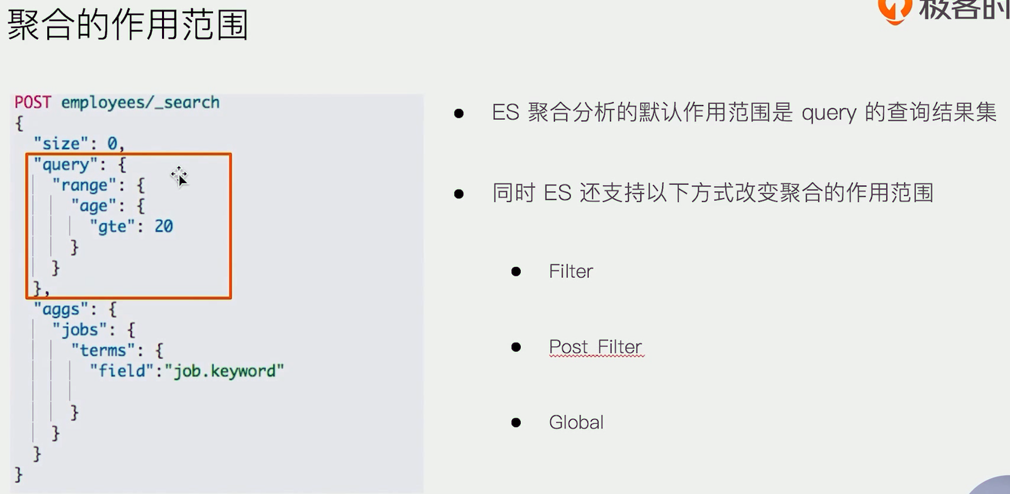 聚合的作用范围
极客时
POST employees/_search
{
"size": 0,
"query": {
"range": {
"age": {
"gte": 20
}
}
},
"aggs": {
"jobs": {
"terms": {
"field":"job.keyword"
}
}
}
}
● ES 聚合分析的默认作用范围是 query 的查询结果集
● 同时 ES 还支持以下方式改变聚合的作用范围
● Filter
● Post Filter
● Global